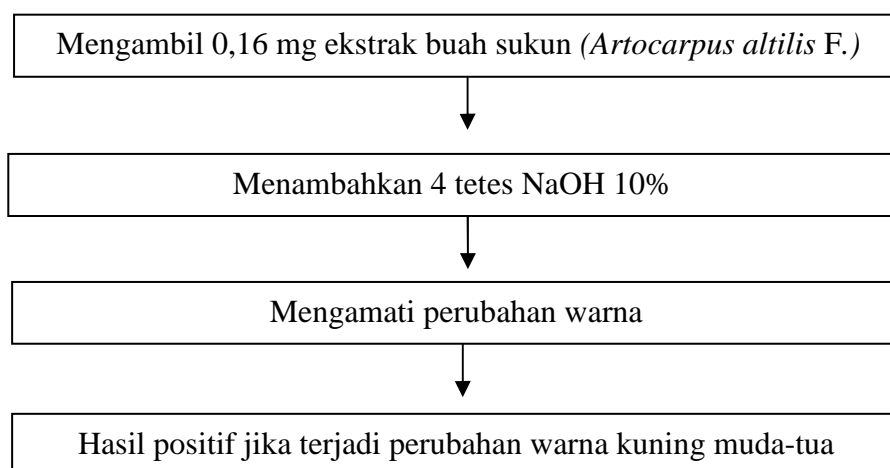 Mengambil 0,16 mg ekstrak buah sukun (Artocarpus altilis F.)
Menambahkan 4 tetes NaOH 10%
Mengamati perubahan warna
Hasil positif jika terjadi perubahan warna kuning muda-tua